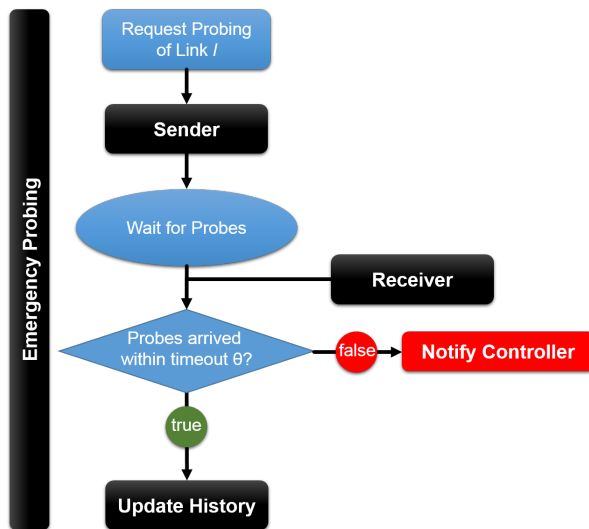 Emergency Probing
Request Probing
of Link l
Sender
Wait for Probes
Receiver
Probes arrived
within timeout θ?
false
Notify Controller
true
Update History